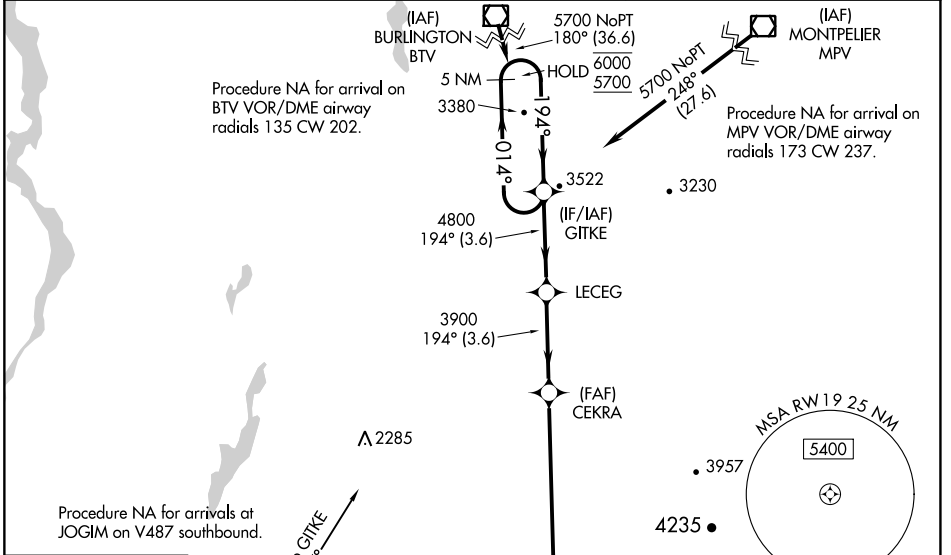 (IAF)
BURLINGTON
BTV
5700 NoPT
180° (36.6)
(IAF)
MONTPELIER
MPV
5 NM
HOLD
6000
5700
5700 NoPT
248°
(27.6)
Procedure NA for arrival on
BTV VOR/DME airway
radials 135 CW 202.
3380
194°
014°
Procedure NA for arrival on
MPV VOR/DME airway
radials 173 CW 237.
3522
3230
(IF/IAF)
GITKE
4800
194° (3.6)
LECEG
3900
194° (3.6)
(FAF)
CEKRA
MSA RW19 25 NM
5400
2285
3957
4235
Procedure NA for arrivals at
JOGIM on V487 southbound.
GITKE